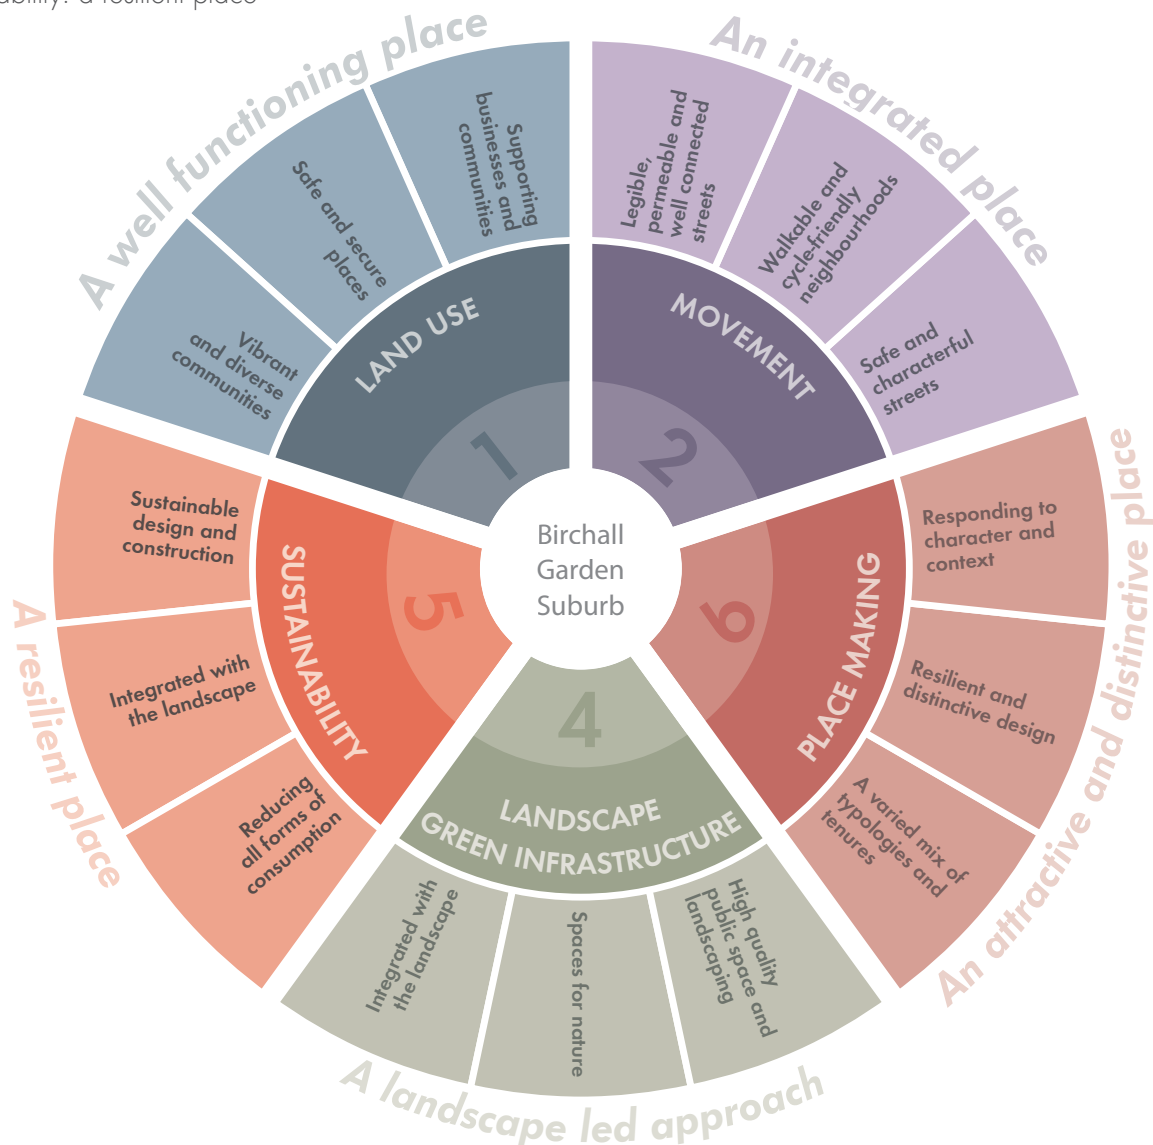 ability: a resilient place
A well functioning place
Supporting
businesses and
communities
Safe and secure
places
Vibrant
and diverse
communities
LAND USE
1
An integrated place
Legible,
permeable and
well connected
streets
Walkable and
cycle-friendly
neighbourhoods
Safe and
characterful
streets
MOVEMENT
2
An attractive and distinctive place
Responding to
character and
context
Resilient and
distinctive design
A varied mix of
typologies and
tenures
PLACE MAKING
6
A landscape led approach
High quality
public space and
landscaping
Spaces for nature
Integrated with
the landscape
LANDSCAPE
GREEN INFRASTRUCTURE
4
A resilient place
Sustainable
design and
construction
Integrated with
the landscape
Reducing
all forms of
consumption
SUSTAINABILITY
5
Birchall
Garden
Suburb